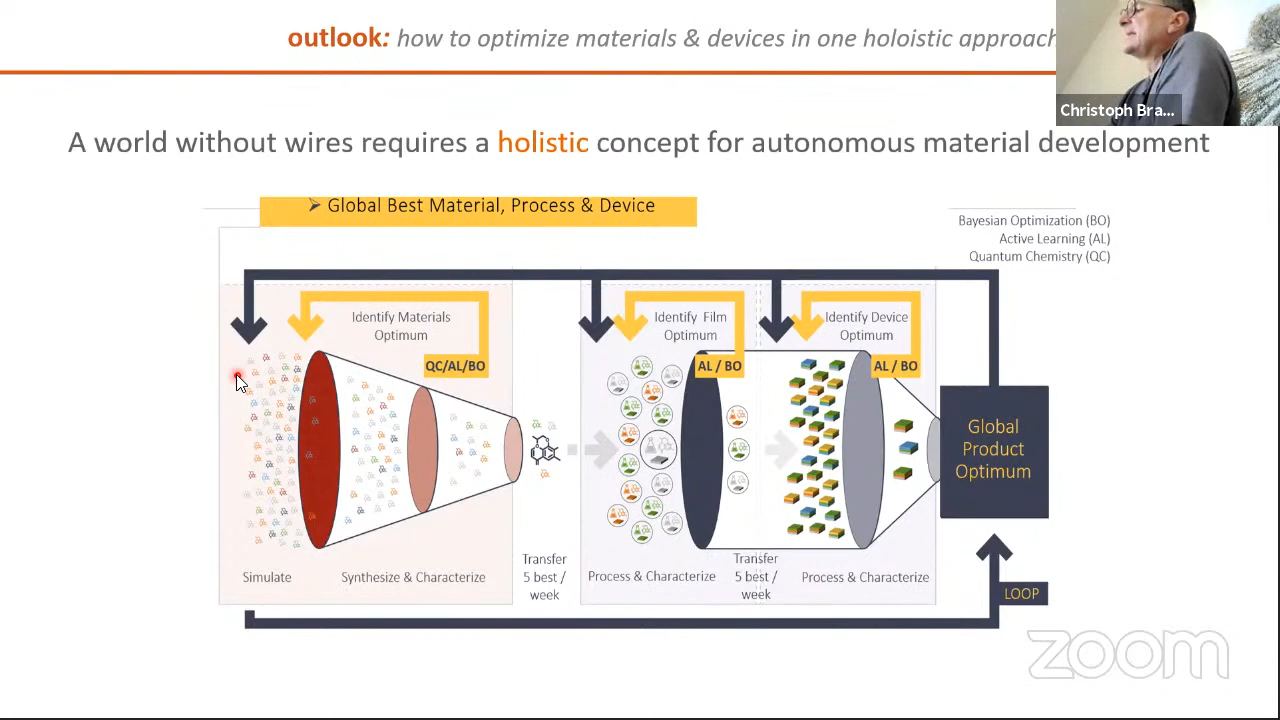 outlook: how to optimize materials & devices in one holoistic approach
Christoph Bra...
A world without wires requires a holistic concept for autonomous material development
➢ Global Best Material, Process & Device
Bayesian Optimization (BO)
Active Learning (AL)
Quantum Chemistry (QC)
Identify Materials
Optimum
QC/AL/BO
Identify Film
Optimum
AL / BO
Identify Device
Optimum
AL / BO
Global
Product
Optimum
Simulate
Synthesize & Characterize
Transfer
5 best /
week
Process & Characterize
Transfer
5 best /
week
Process & Characterize
LOOP
zoom